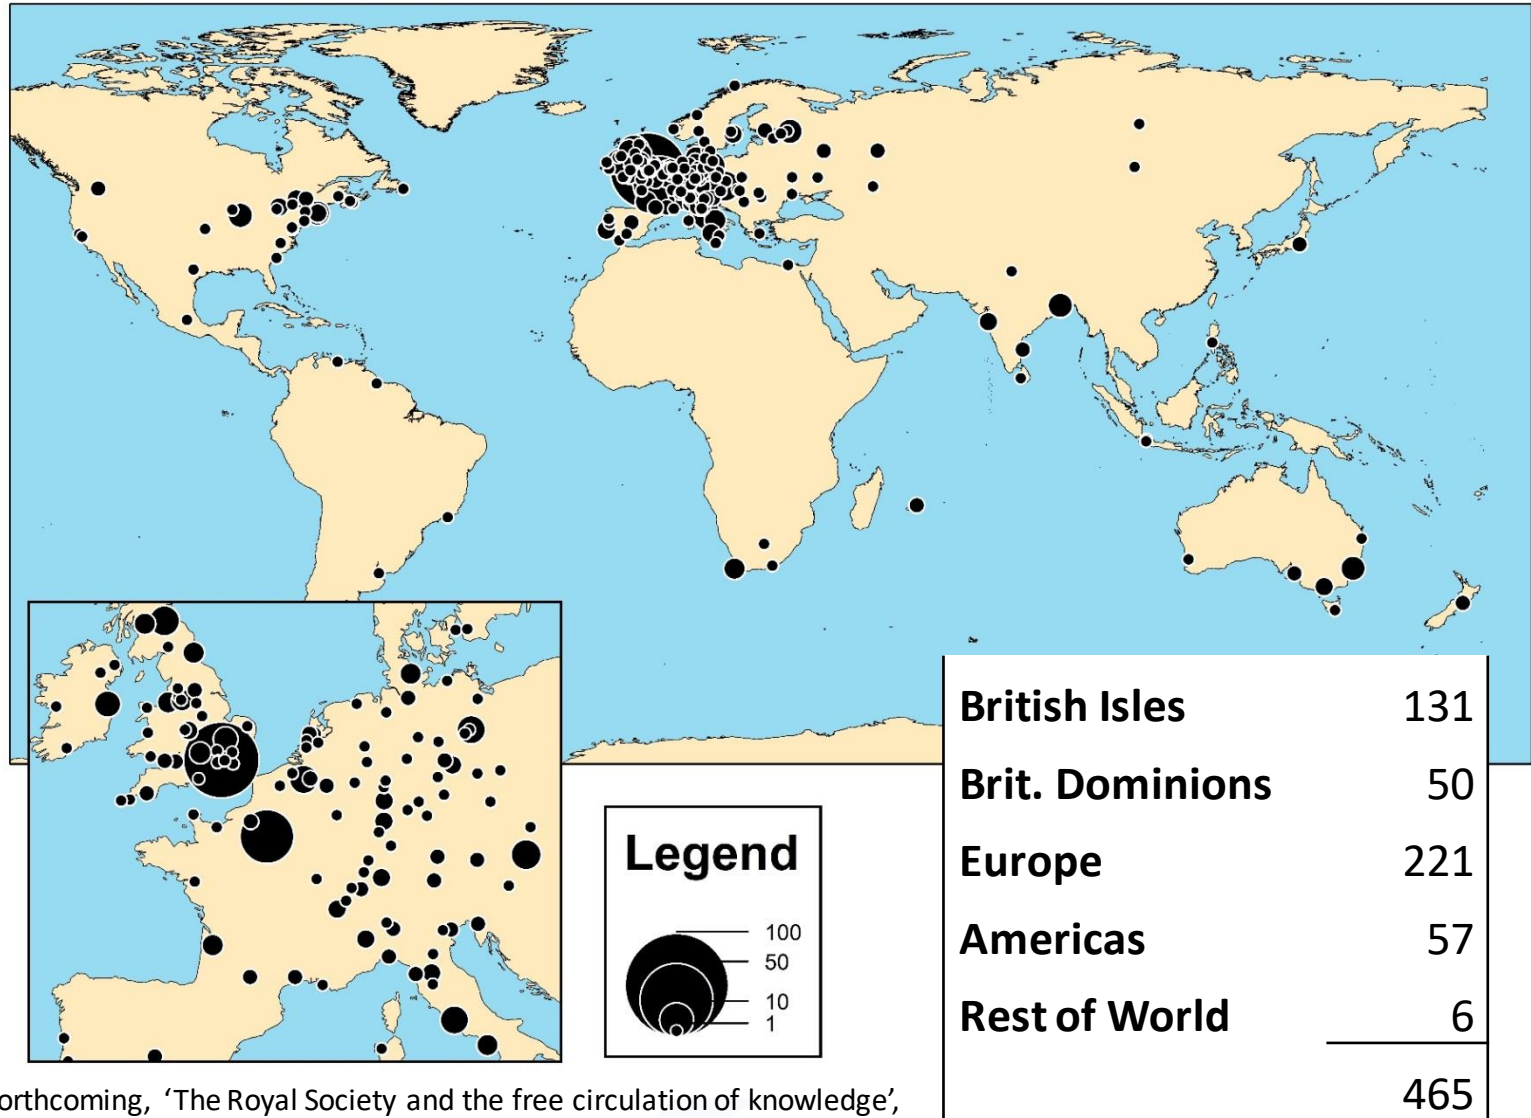 Legend
100
50
10
1
British Isles 131
Brit. Dominions 50
Europe 221
Americas 57
Rest of World 6
465
orthcoming, ‘The Royal Society and the free circulation of knowledge’,